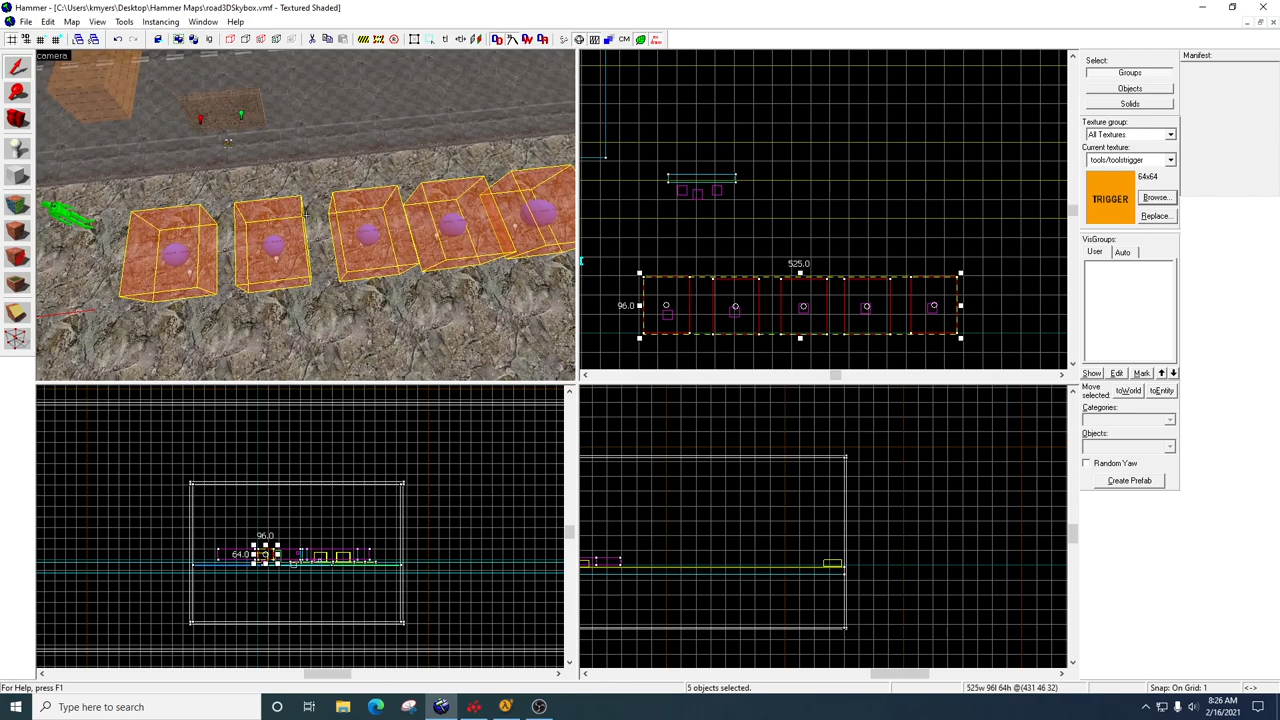 Hammer - [C:\Users\kmyers\Desktop\Hammer Maps\road3DSkybox.vmf - Textured Shaded]
File Edit Map View Tools Instancing Window Help
CM
camera
525.0
96.0
96.0
64.0
Select:
Groups
Objects
Solids
Texture group:
All Textures
Current texture:
tools/toolstrigger
64x64
TRIGGER
Browse...
Replace...
VisGroups:
User Auto
Show Edit Mark
Move selected:
toWorld toEntity
Categories:
Objects:
Random Yaw
Create Prefab
Manifest:
For Help, press F1
5 objects selected.
525w 96l 64h @(431 46 32)
Snap: On Grid: 1
<->
Type here to search
8:26 AM
2/16/2021